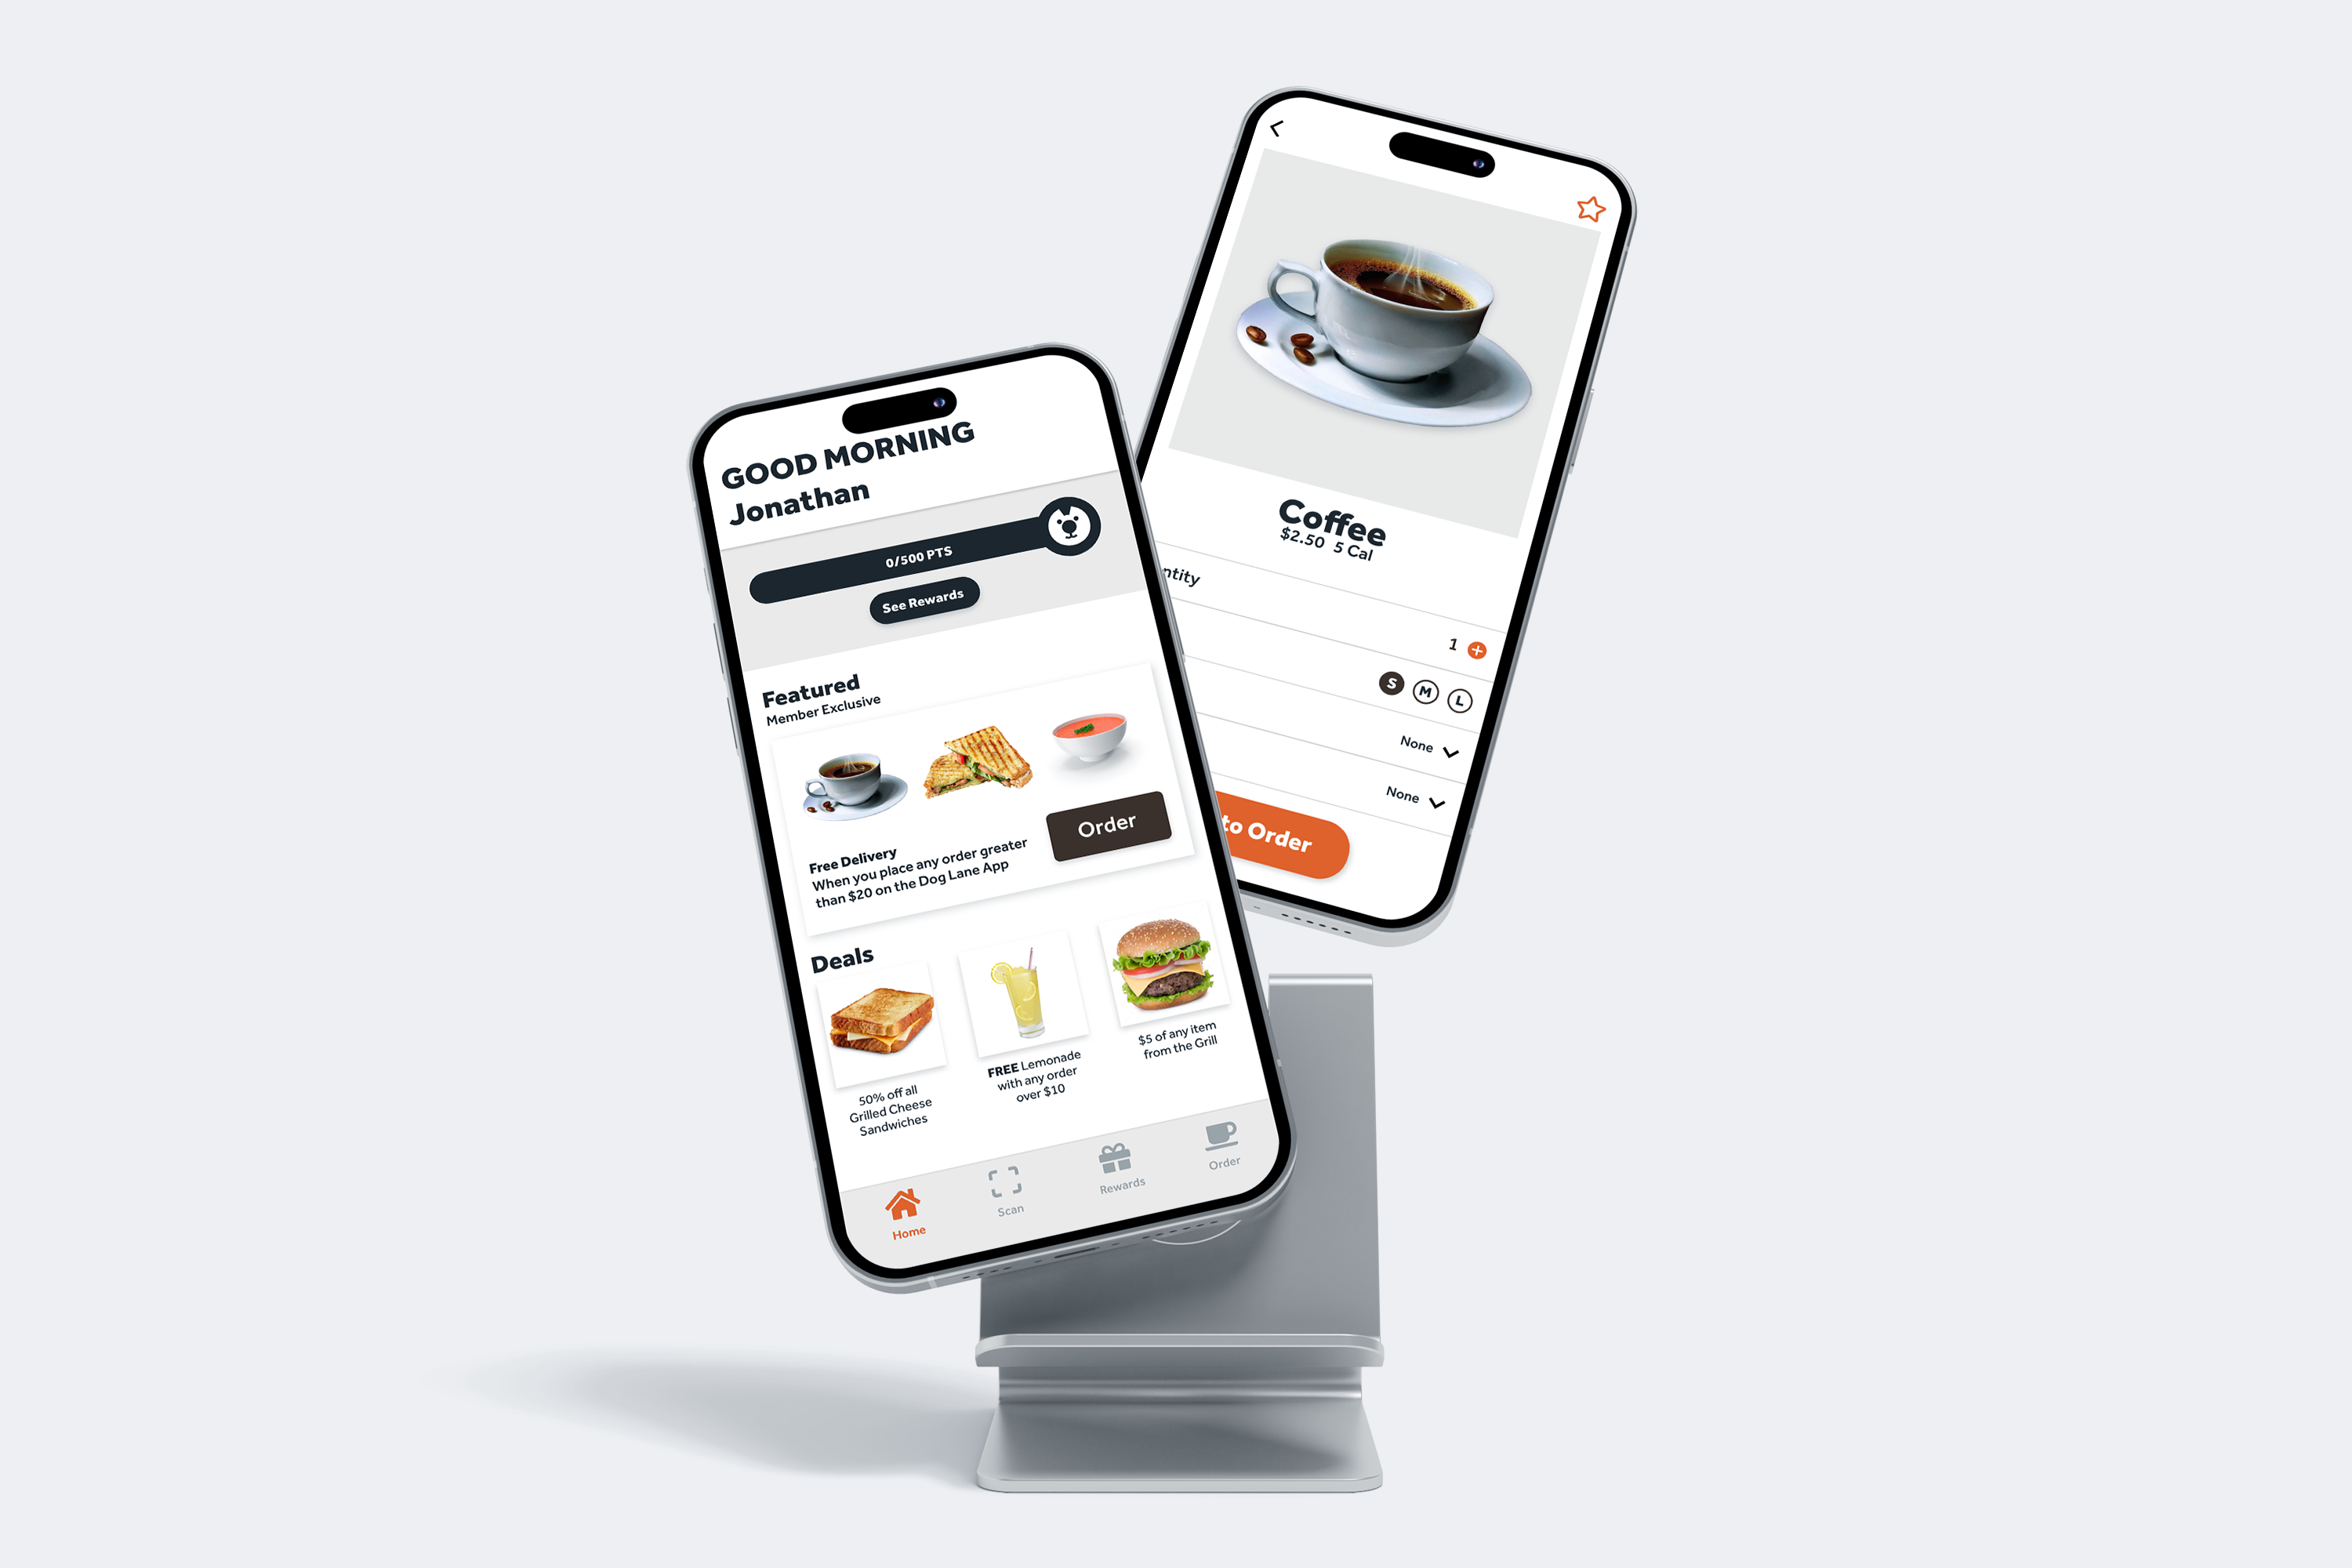 GOOD MORNING
Jonathan
0/500 PTS
See Rewards
Featured
Member Exclusive
Free Delivery
When you place any order greater
than $20 on the Dog Lane App
Order
Deals
50% off all
Grilled Cheese
Sandwiches
FREE Lemonade
with any order
over $10
$5 of any item
from the Grill
Home
Scan
Rewards
Order
Coffee
$2.50 5 Cal
ntity
1
S M L
None
None
to Order